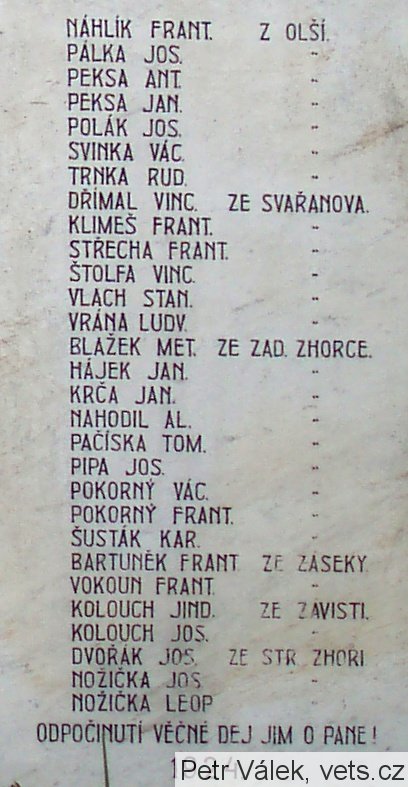 NÁHLÍK FRANT. Z OLŠÍ.
PÁLKA JOS. "
PEKSA ANT. "
PEKSA JAN. "
POLÁK JOS. "
SVINKA VÁC. "
TRNKA RUD. "
DŘÍMAL VINC. ZE SVAŘANOVA.
KLIMEŠ FRANT. "
STŘECHA FRANT. "
ŠTOLFA VINC. "
VLACH STAN. "
VRÁNA LUDV. "
BLAŽEK MET. ZE ZAD. ZHORCE.
HÁJEK JAN. "
KRČA JAN. "
NAHODIL AL. "
PAČÍSKA TOM. "
PIPA JOS. "
POKORNÝ VÁC. "
POKORNÝ FRANT. "
ŠUSTÁK KAR. "
BARTUNĚK FRANT ZE ZÁSEKY.
VOKOUN FRANT. "
KOLOUCH JIND. ZE ZÁVISTI.
KOLOUCH JOS. "
DVOŘÁK JOS. ZE STR. ZHOŘI
NOŽIČKA JOS "
NOŽIČKA LEOP "
ODPOČINUTÍ VĚČNÉ DEJ JIM O PANE!
Petr Válek, vets.cz